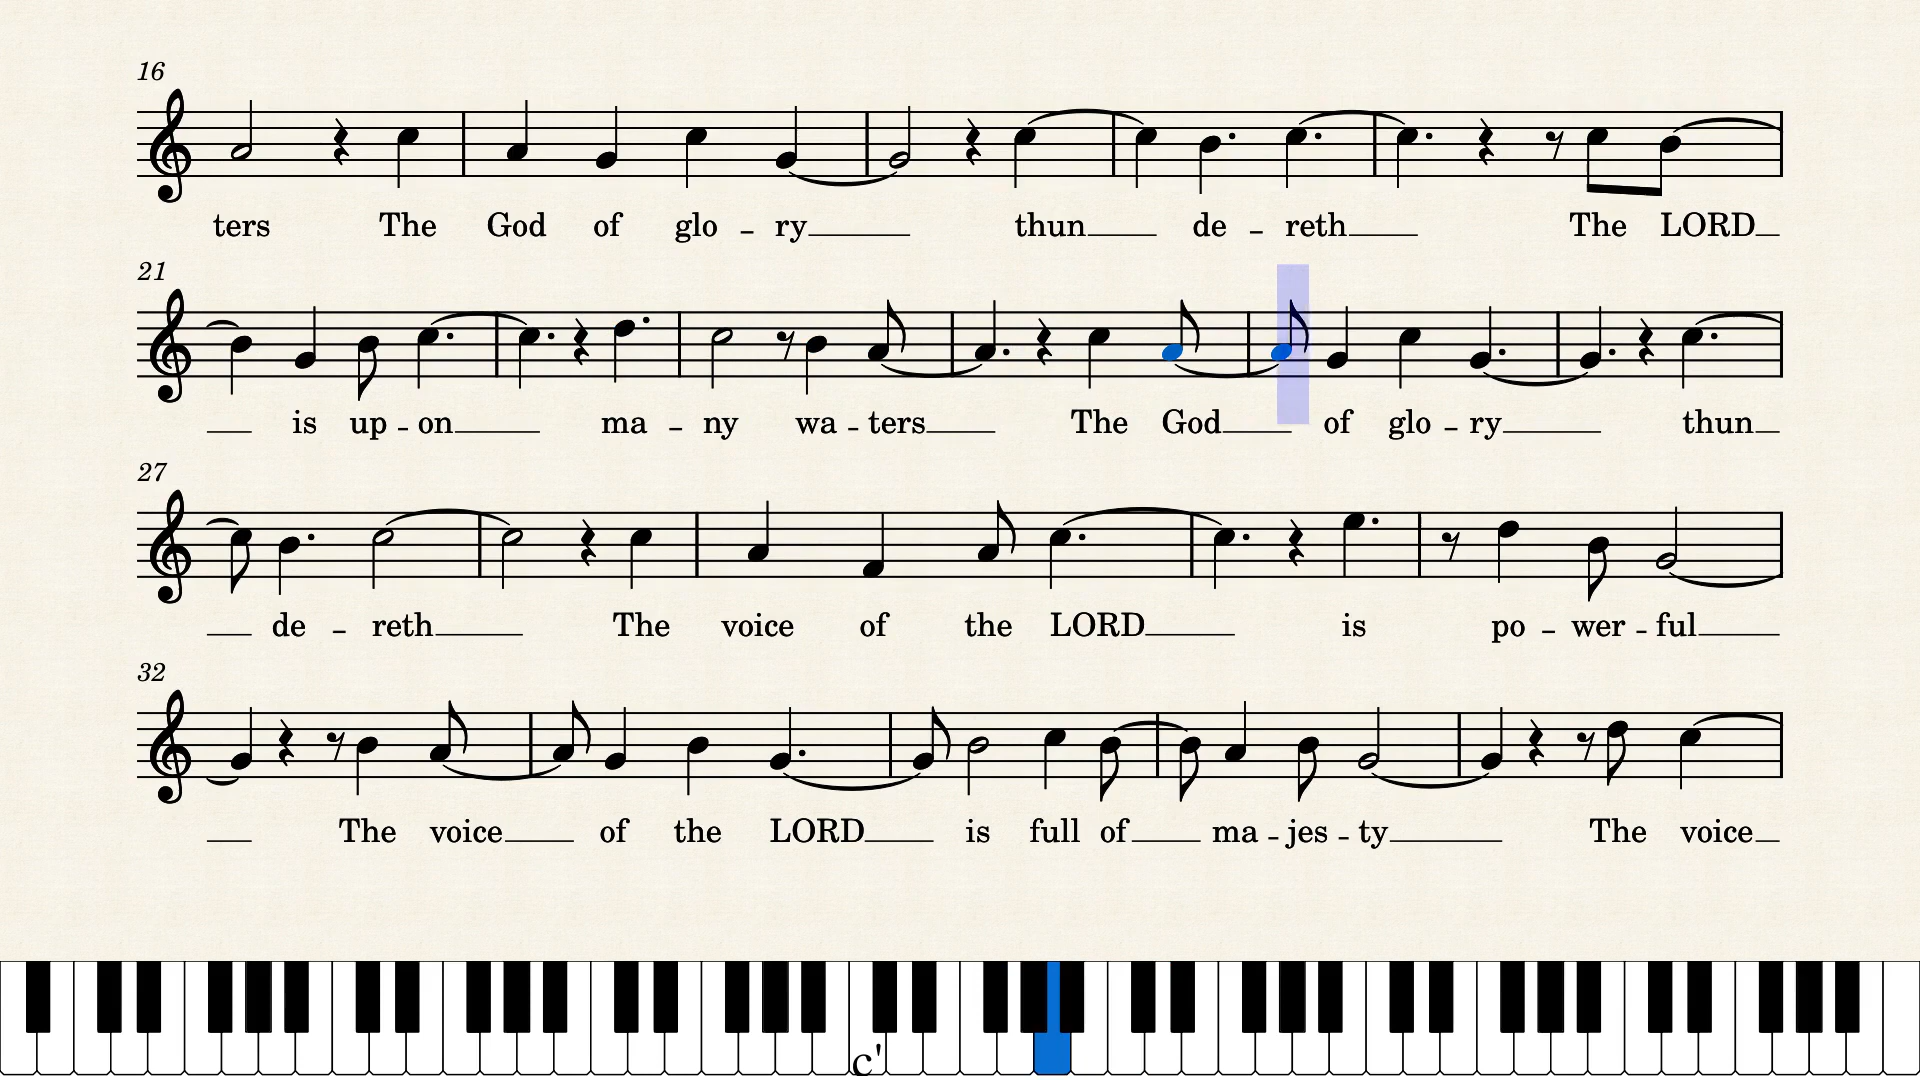 16
ters The God of glo - ry thun de - reth The LORD
21
is up - on ma - ny wa - ters The God of glo - ry thun
27
de - reth The voice of the LORD is po - wer - ful
32
The voice of the LORD is full of ma - jes - ty The voice
c'